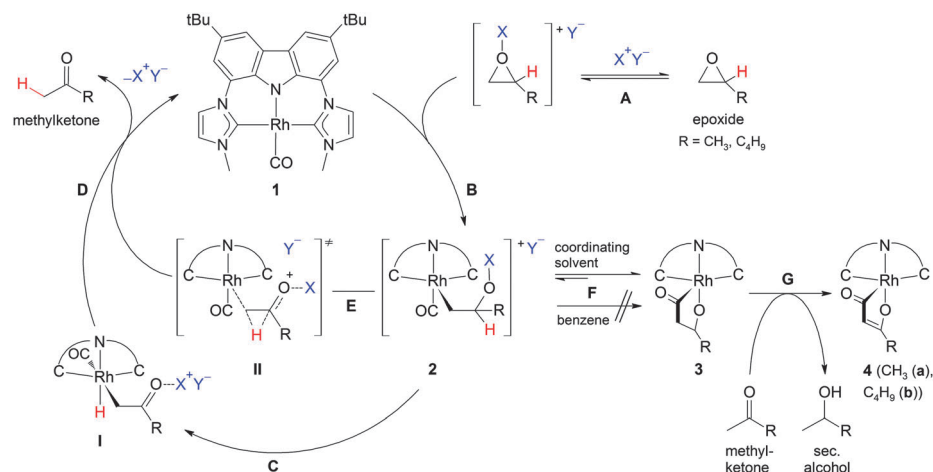 tBu
tBu
O
H
R
methylketone
–X⁺Y⁻
N
N
N
N
N
Rh
CO
1
X
O
H
R
+ Y⁻
X⁺Y⁻
A
O
H
R
epoxide
R = CH₃, C₄H₉
D
B
N
C
C
Rh
OC
O
+
X
H
R
Y⁻
≠
II
E
N
C
C
Rh
OC
X
O
R
H
+ Y⁻
2
coordinating
solvent
F
benzene
N
C
C
Rh
O
O
R
3
G
N
C
C
Rh
O
O
R
4 (CH₃ (a),
C₄H₉ (b))
N
OC
C
C
Rh
H
O---X⁺Y⁻
R
I
C
O
R
methyl-
ketone
OH
R
sec.
alcohol